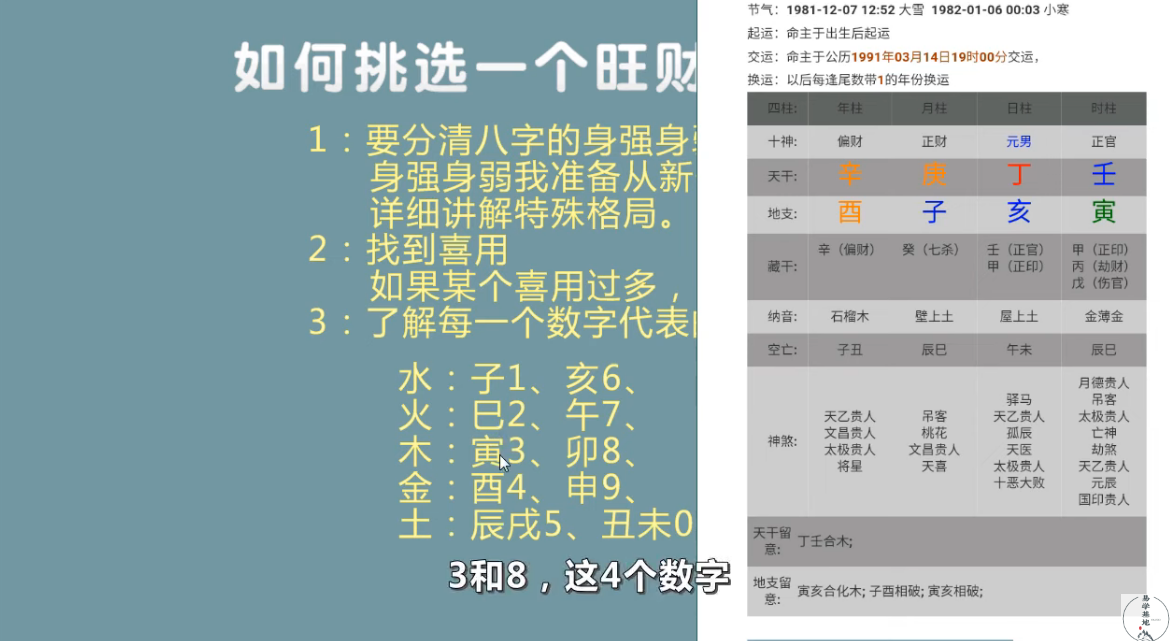 如何挑选一个旺财
1：要分清八字的身强身
身强身弱我准备从新
详细讲解特殊格局。
2：找到喜用
如果某个喜用过多，
3：了解每一个数字代表
水：子1、亥6、
火：巳2、午7、
木：寅3、卯8、
金：酉4、申9、
土：辰戌5、丑未0
3和8，这4个数字
节气：1981-12-07 12:52 大雪 1982-01-06 00:03 小寒
起运：命主于出生后起运
交运：命主于公历1991年03月14日19时00分交运，
换运：以后每逢尾数带1的年份换运
四柱: 年柱 月柱 日柱 时柱
十神: 偏财 正财 元男 正官
天干: 辛 庚 丁 壬
地支: 酉 子 亥 寅
藏干: 辛（偏财） 癸（七杀） 壬（正官） 甲（正印）
甲（正印） 丙（劫财）
戊（伤官）
纳音: 石榴木 壁上土 屋上土 金薄金
空亡: 子丑 辰巳 午未 辰巳
神煞:
天乙贵人
文昌贵人
太极贵人
将星
吊客
桃花
文昌贵人
天喜
驿马
天乙贵人
孤辰
天医
太极贵人
十恶大败
月德贵人
吊客
太极贵人
亡神
劫煞
天乙贵人
元辰
国印贵人
天干留意: 丁壬合木;
地支留意: 寅亥合化木; 子酉相破; 寅亥相破;
易学基地